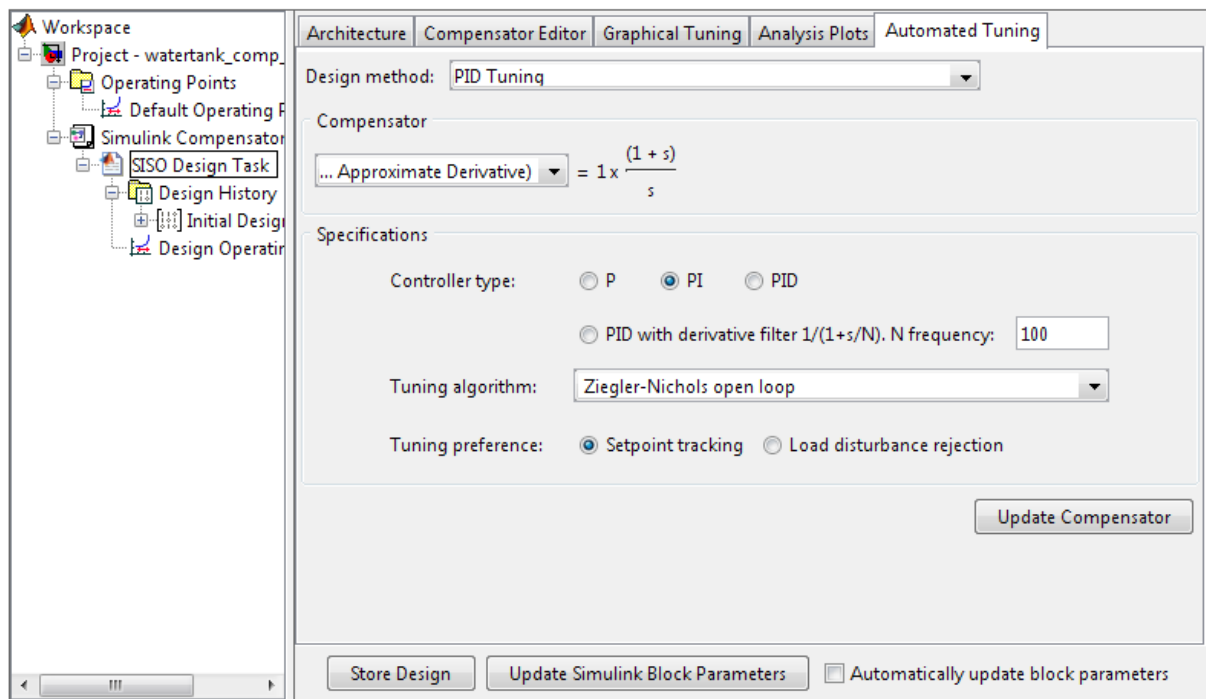 Workspace
Project - watertank_comp_
Operating Points
Default Operating P
Simulink Compensator
SISO Design Task
Design History
Initial Desig
Design Operatin
Architecture Compensator Editor Graphical Tuning Analysis Plots Automated Tuning
Design method: PID Tuning
Compensator
... Approximate Derivative) = 1 x (1 + s)
s
Specifications
Controller type: P PI PID
PID with derivative filter 1/(1+s/N). N frequency: 100
Tuning algorithm: Ziegler-Nichols open loop
Tuning preference: Setpoint tracking Load disturbance rejection
Update Compensator
Store Design Update Simulink Block Parameters Automatically update block parameters